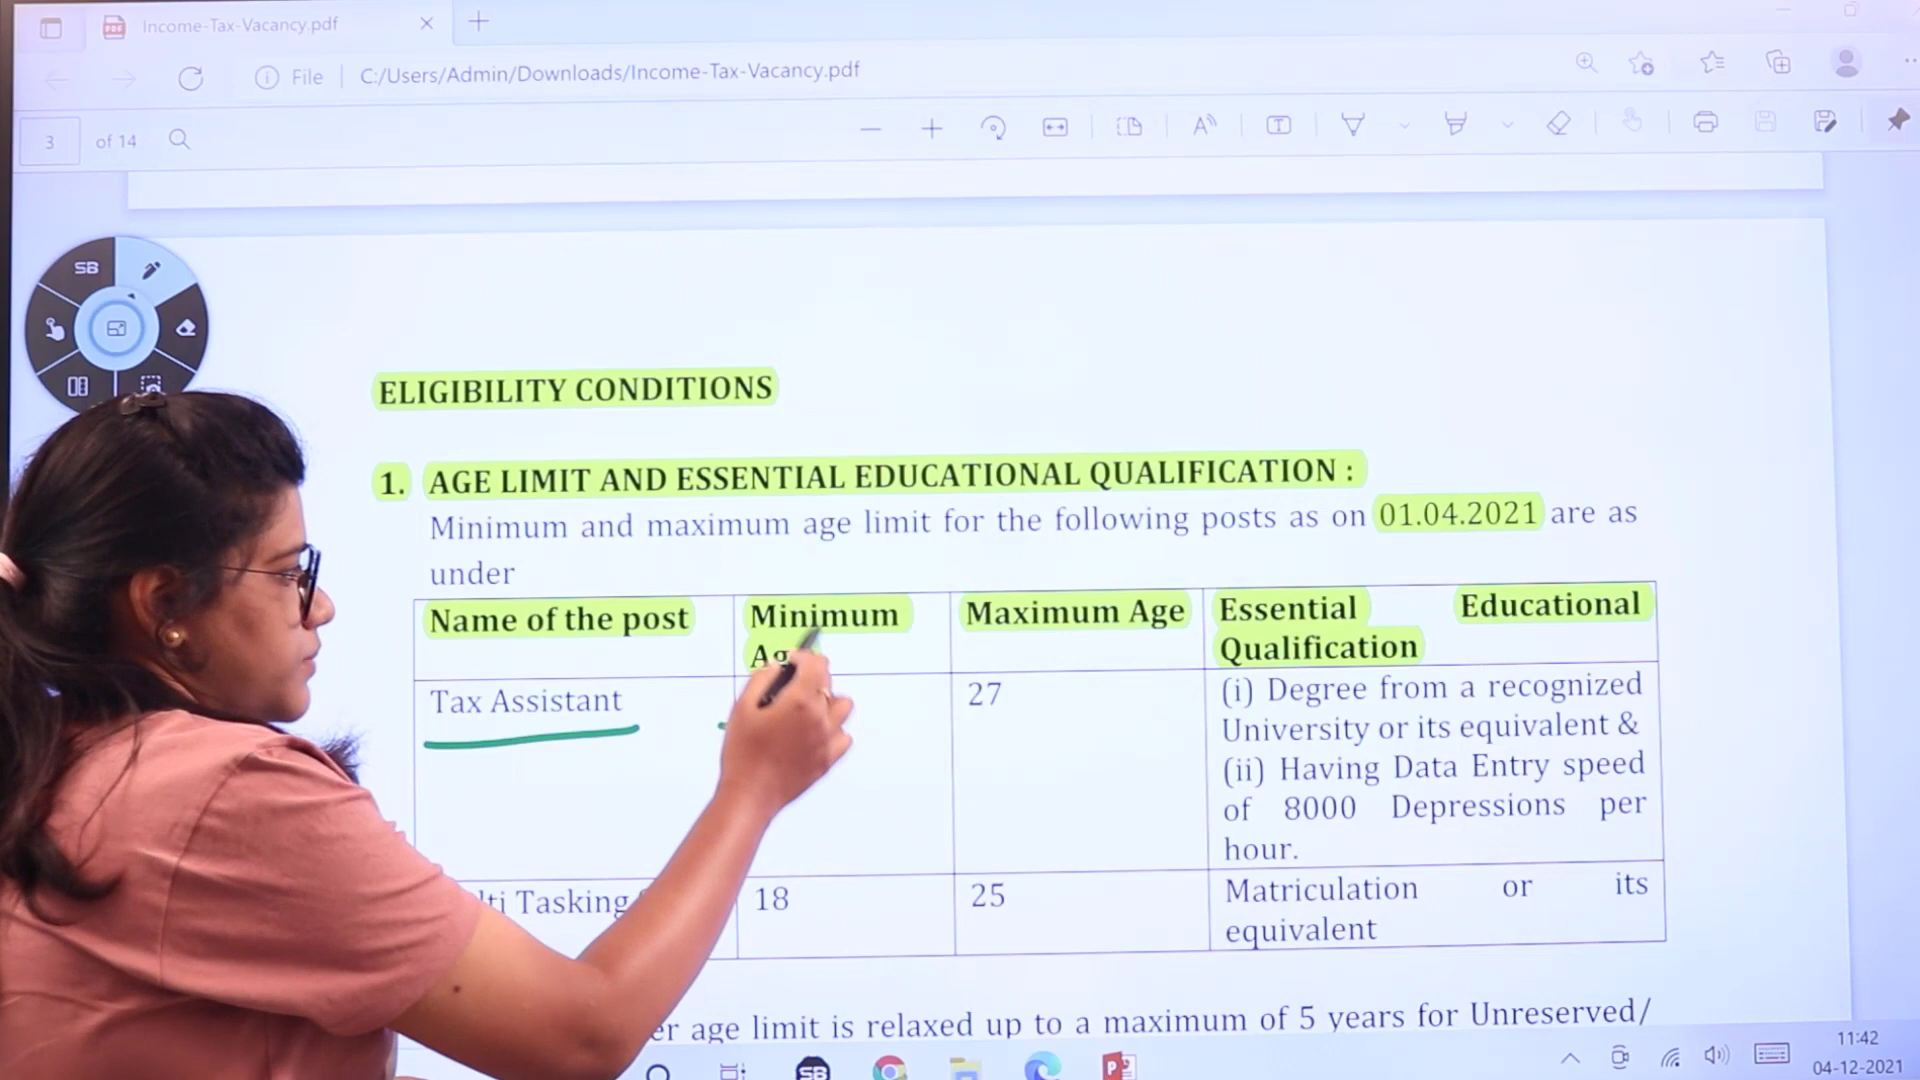 Income-Tax-Vacancy.pdf
File C:/Users/Admin/Downloads/Income-Tax-Vacancy.pdf
3 of 14
SB
ELIGIBILITY CONDITIONS
1. AGE LIMIT AND ESSENTIAL EDUCATIONAL QUALIFICATION :
Minimum and maximum age limit for the following posts as on 01.04.2021 are as
under
Name of the post Minimum Maximum Age Essential Educational
Qualification
Tax Assistant 27 (i) Degree from a recognized
University or its equivalent &
(ii) Having Data Entry speed
of 8000 Depressions per
hour.
Tasking 18 25 Matriculation or its
equivalent
age limit is relaxed up to a maximum of 5 years for Unreserved/
SB
11:42
04-12-2021